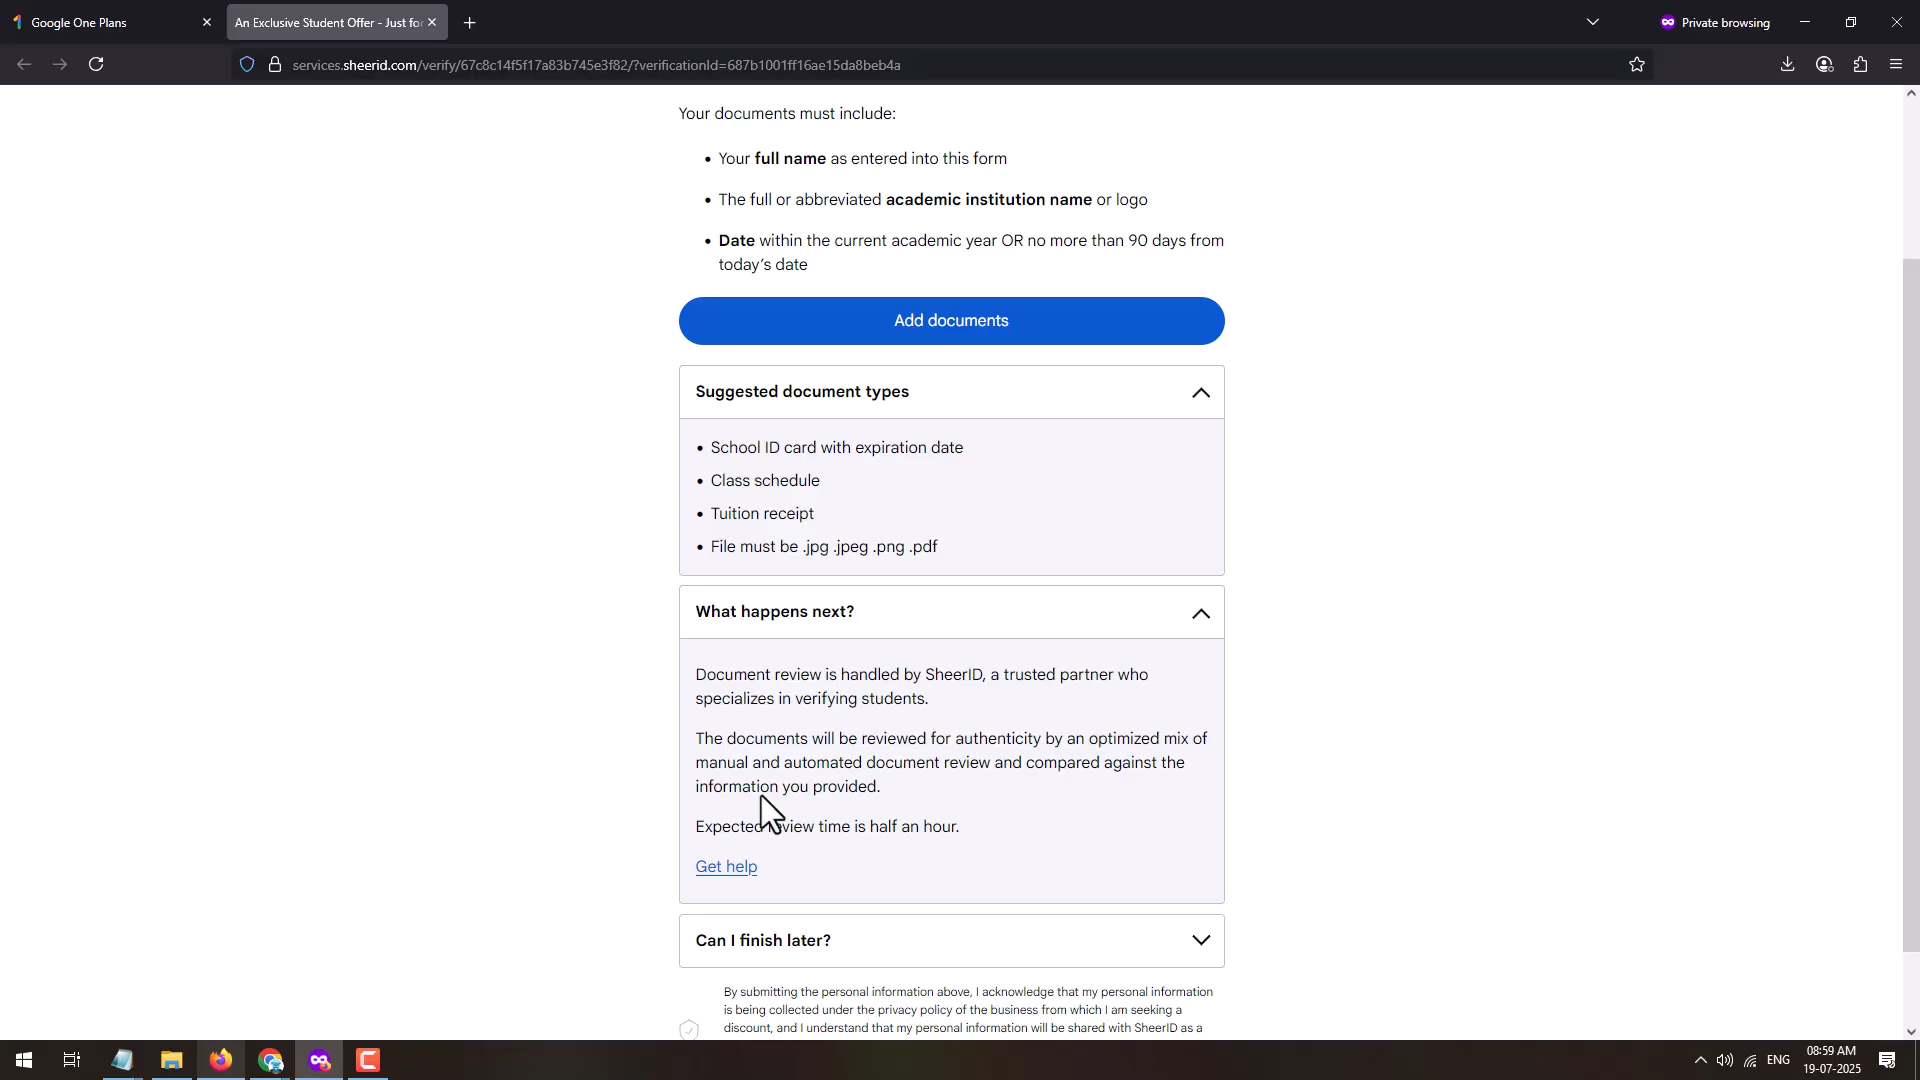 Google One Plans
An Exclusive Student Offer - Just for
Private browsing
services.sheerid.com/verify/67c8c14f5f17a83b745e3f82/?verificationId=687b1001ff16ae15da8beb4a
Your documents must include:
• Your full name as entered into this form
• The full or abbreviated academic institution name or logo
• Date within the current academic year OR no more than 90 days from
today's date
Add documents
Suggested document types
• School ID card with expiration date
• Class schedule
• Tuition receipt
• File must be .jpg .jpeg .png .pdf
What happens next?
Document review is handled by SheerID, a trusted partner who
specializes in verifying students.
The documents will be reviewed for authenticity by an optimized mix of
manual and automated document review and compared against the
information you provided.
Expected review time is half an hour.
Get help
Can I finish later?
By submitting the personal information above, I acknowledge that my personal information
is being collected under the privacy policy of the business from which I am seeking a
discount, and I understand that my personal information will be shared with SheerID as a
ENG
08:59 AM
19-07-2025